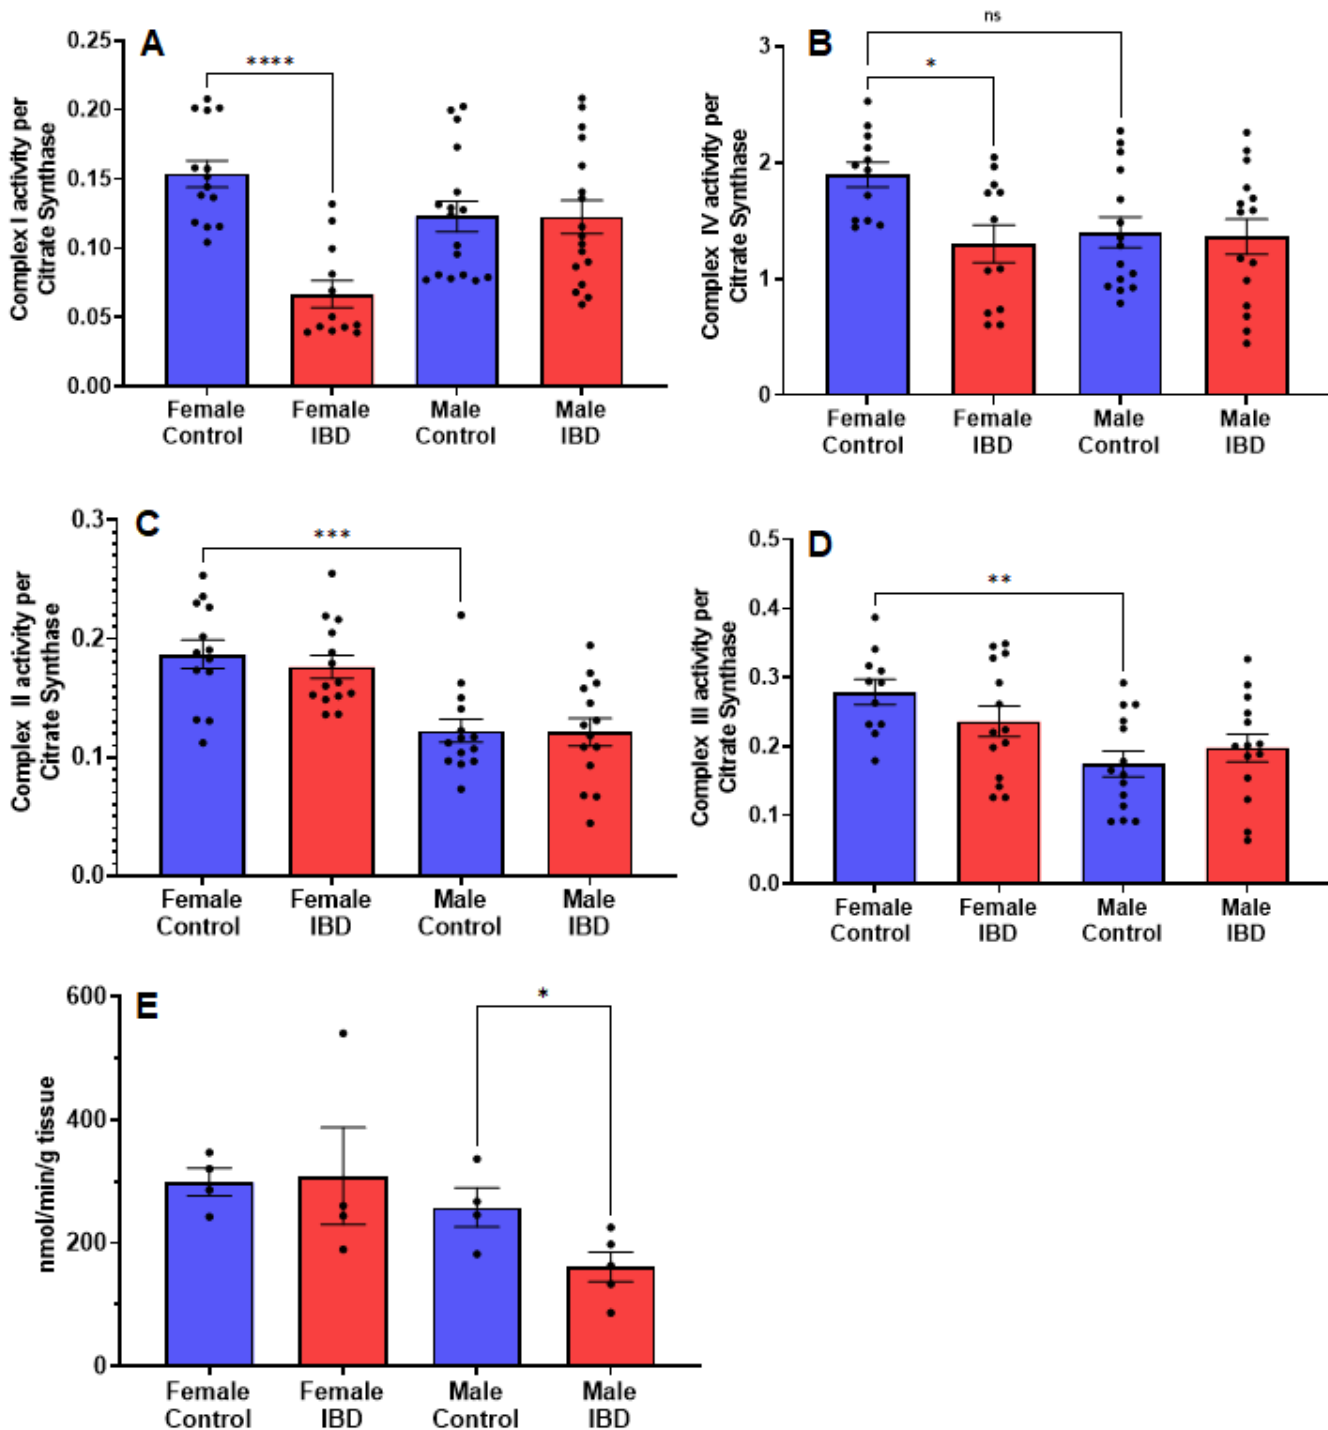 A
Complex I activity per
Citrate Synthase
0.25
0.20
0.15
0.10
0.05
0.00
****
Female
Control
Female
IBD
Male
Control
Male
IBD
B
Complex IV activity per
Citrate Synthase
3
2
1
0
ns
*
Female
Control
Female
IBD
Male
Control
Male
IBD
C
Complex II activity per
Citrate Synthase
0.3
0.2
0.1
0.0
***
Female
Control
Female
IBD
Male
Control
Male
IBD
D
Complex III activity per
Citrate Synthase
0.5
0.4
0.3
0.2
0.1
0.0
**
Female
Control
Female
IBD
Male
Control
Male
IBD
E
nmol/min/g tissue
600
400
200
0
*
Female
Control
Female
IBD
Male
Control
Male
IBD